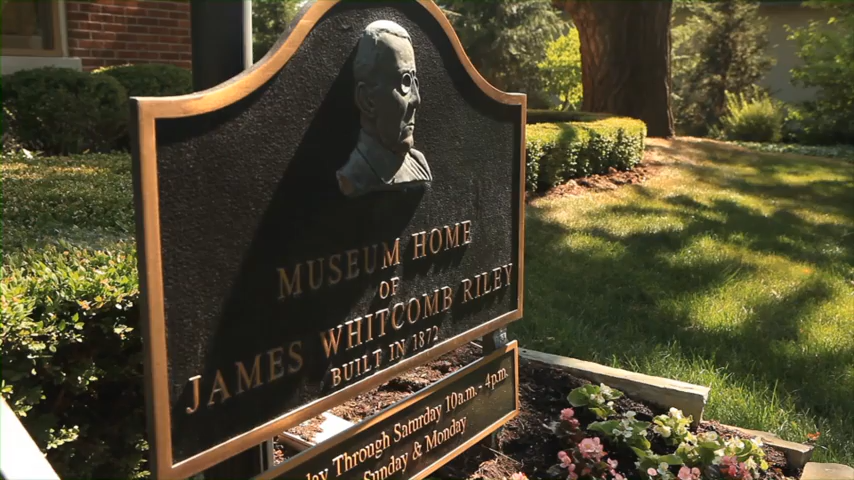 MUSEUM HOME
OF
JAMES WHITCOMB RILEY
BUILT IN 1872
Through Saturday 10a.m. - 4p.m.
Sunday & Monday